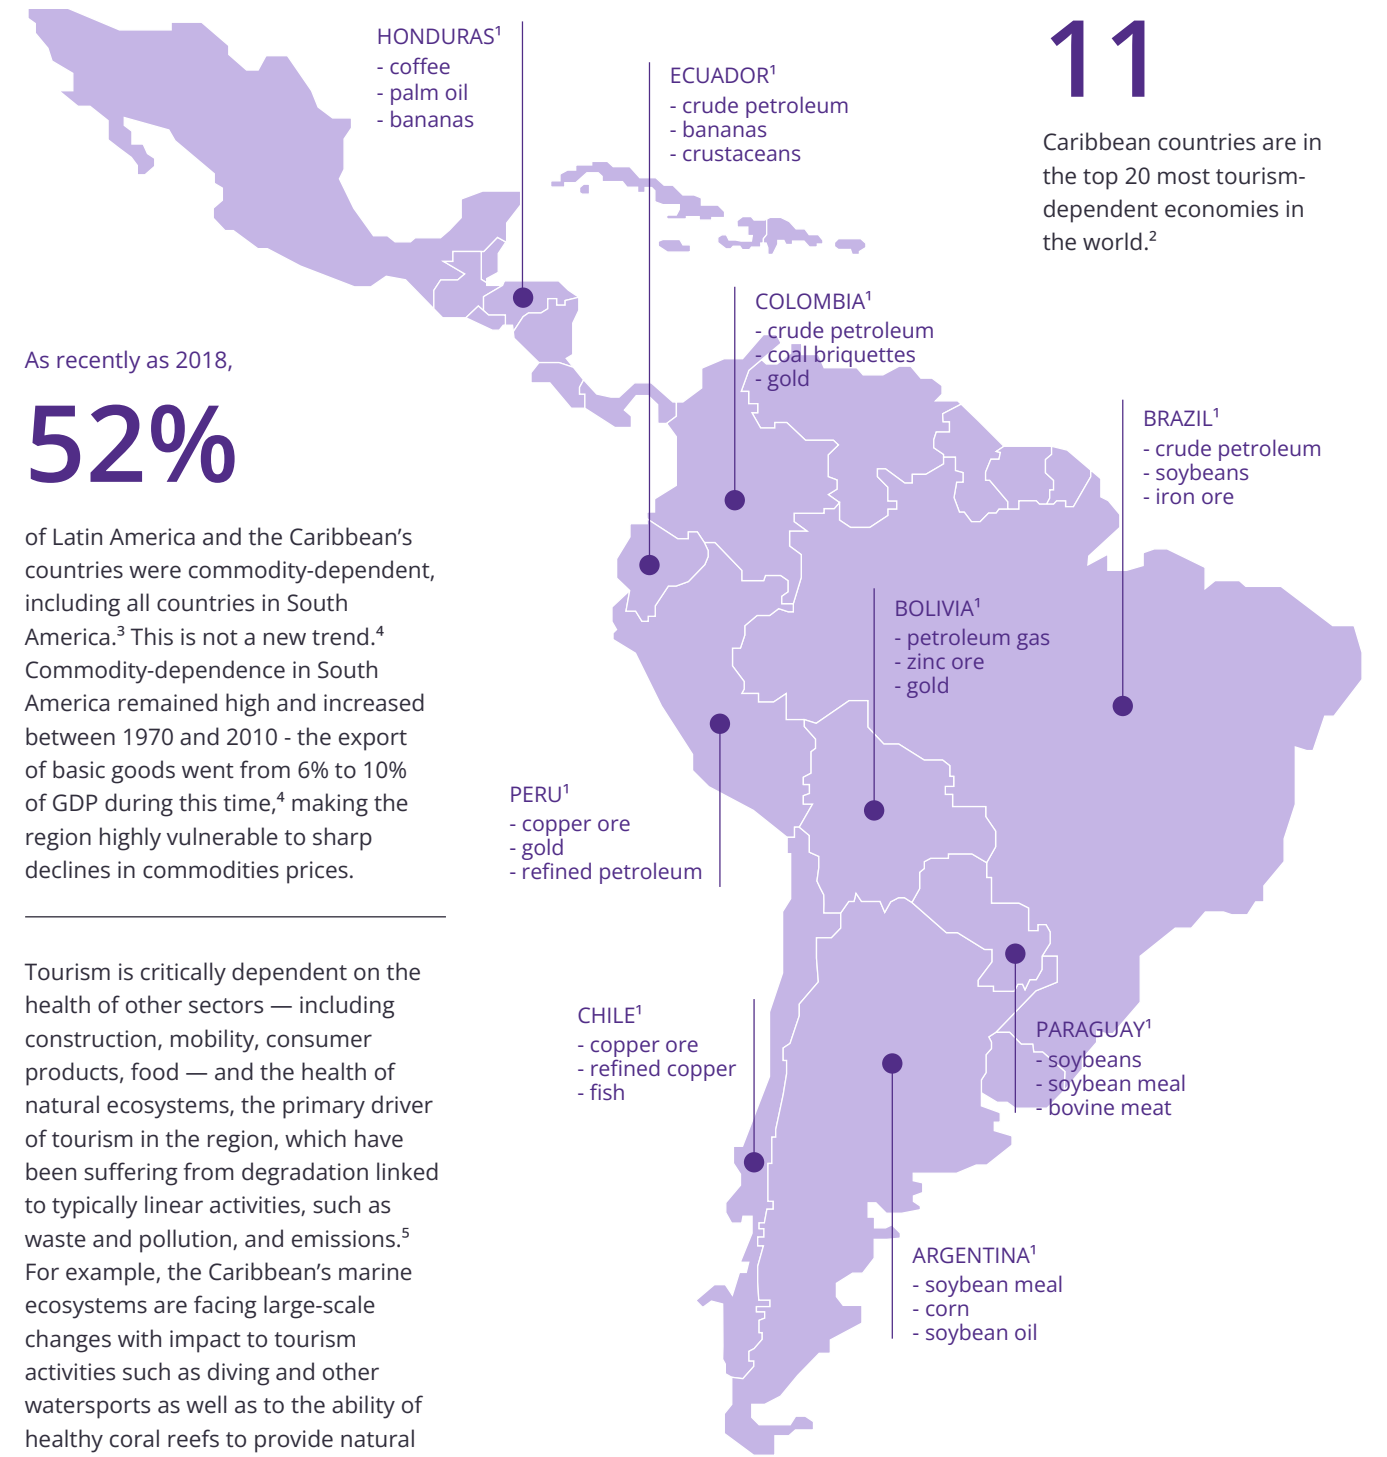 HONDURAS¹
- coffee
- palm oil
- bananas
ECUADOR¹
- crude petroleum
- bananas
- crustaceans
11
Caribbean countries are in
the top 20 most tourism-
dependent economies in
the world.²
COLOMBIA¹
- crude petroleum
- coal briquettes
- gold
BRAZIL¹
- crude petroleum
- soybeans
- iron ore
BOLIVIA¹
- petroleum gas
- zinc ore
- gold
PERU¹
- copper ore
- gold
- refined petroleum
CHILE¹
- copper ore
- refined copper
- fish
PARAGUAY¹
- soybeans
- soybean meal
- bovine meat
ARGENTINA¹
- soybean meal
- corn
- soybean oil
As recently as 2018,
52%
of Latin America and the Caribbean’s
countries were commodity-dependent,
including all countries in South
America.³ This is not a new trend.⁴
Commodity-dependence in South
America remained high and increased
between 1970 and 2010 - the export
of basic goods went from 6% to 10%
of GDP during this time,⁴ making the
region highly vulnerable to sharp
declines in commodities prices.
Tourism is critically dependent on the
health of other sectors — including
construction, mobility, consumer
products, food — and the health of
natural ecosystems, the primary driver
of tourism in the region, which have
been suffering from degradation linked
to typically linear activities, such as
waste and pollution, and emissions.⁵
For example, the Caribbean’s marine
ecosystems are facing large-scale
changes with impact to tourism
activities such as diving and other
watersports as well as to the ability of
healthy coral reefs to provide natural